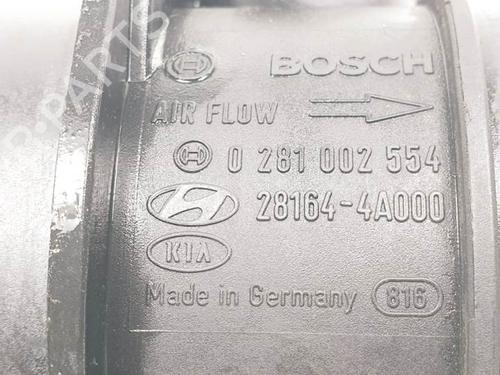 BOSCH
AIR FLOW
0 281 002 554
28164-4A000
KIA
Made in Germany 816